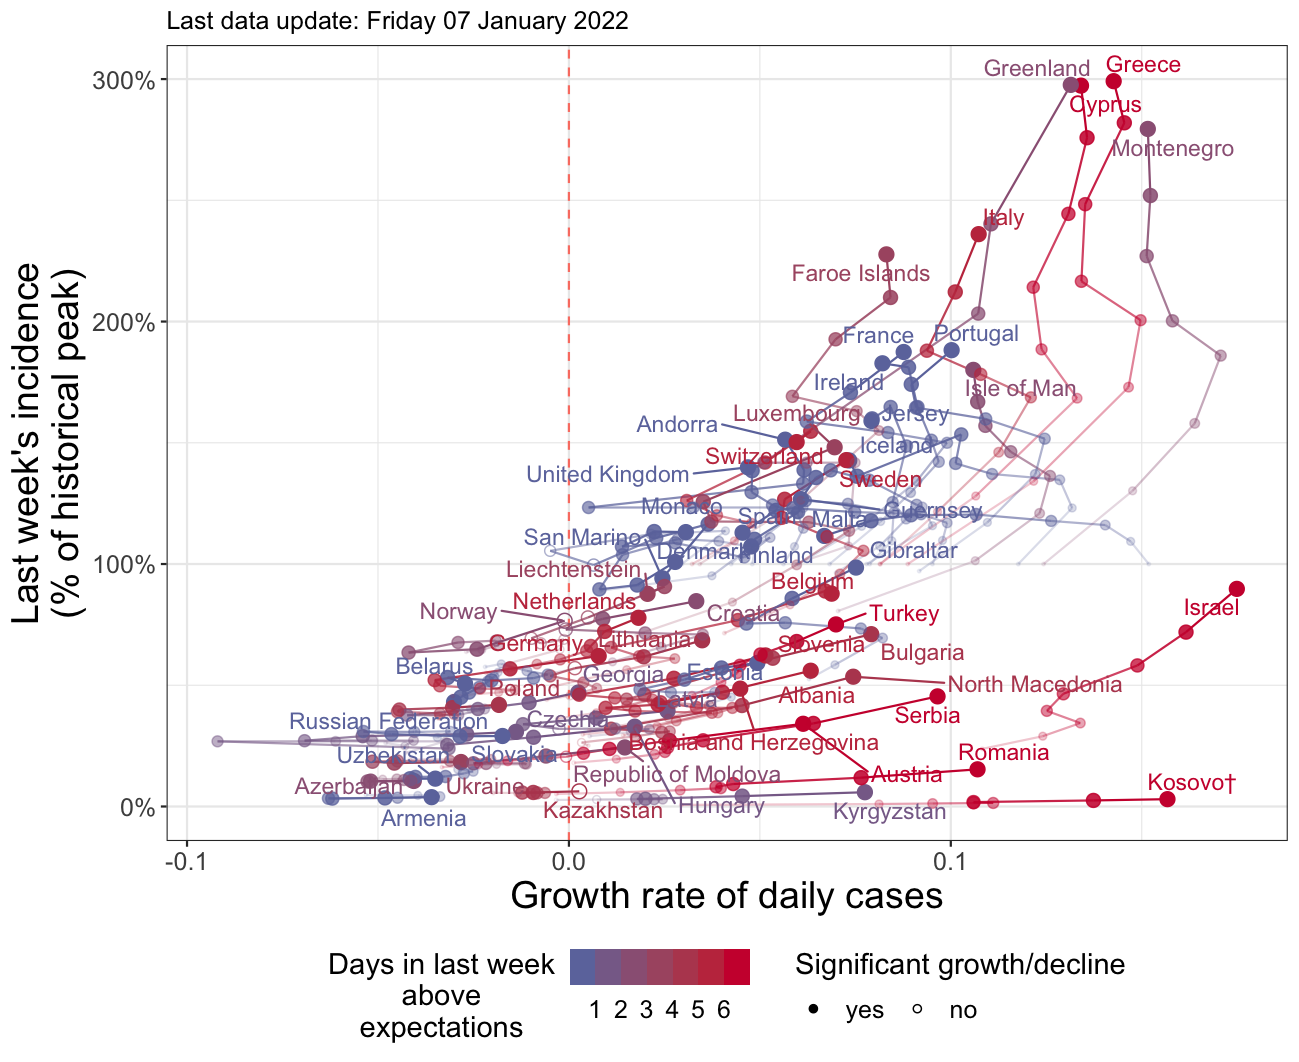 Last data update: Friday 07 January 2022
300%
200%
100%
0%
Last week's incidence
(% of historical peak)
Greenland
Greece
Cyprus
Montenegro
Italy
Faroe Islands
France
Portugal
Ireland
Isle of Man
Luxembourg
Jersey
Andorra
Iceland
Switzerland
United Kingdom
Sweden
Monaco
Spain
Malta
Guernsey
San Marino
Denmark
Finland
Gibraltar
Liechtenstein
Belgium
Netherlands
Norway
Croatia
Turkey
Israel
Germany
Lithuania
Slovenia
Bulgaria
Belarus
Georgia
Estonia
North Macedonia
Poland
Latvia
Albania
Serbia
Russian Federation
Czechia
Bosnia and Herzegovina
Uzbekistan
Slovakia
Romania
Republic of Moldova
Austria
Azerbaijan
Ukraine
Kosovo†
Kazakhstan
Hungary
Kyrgyzstan
Armenia
-0.1
0.0
0.1
Growth rate of daily cases
Days in last week
above
expectations
1 2 3 4 5 6
Significant growth/decline
yes
no